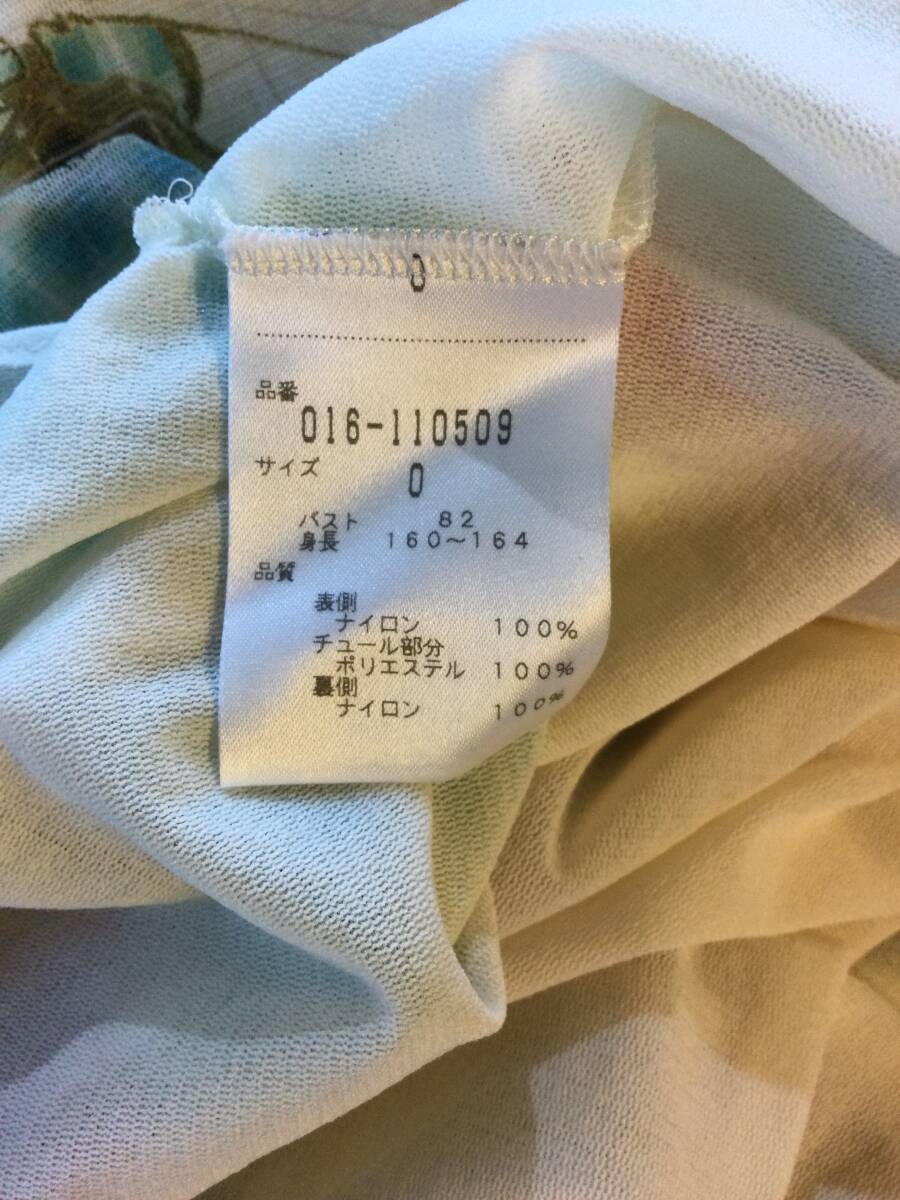 品番
016-110509
サイズ
0
バスト 82
身長 160～164
品質
表側
ナイロン 100%
チュール部分
ポリエステル 100%
裏側
ナイロン 100%